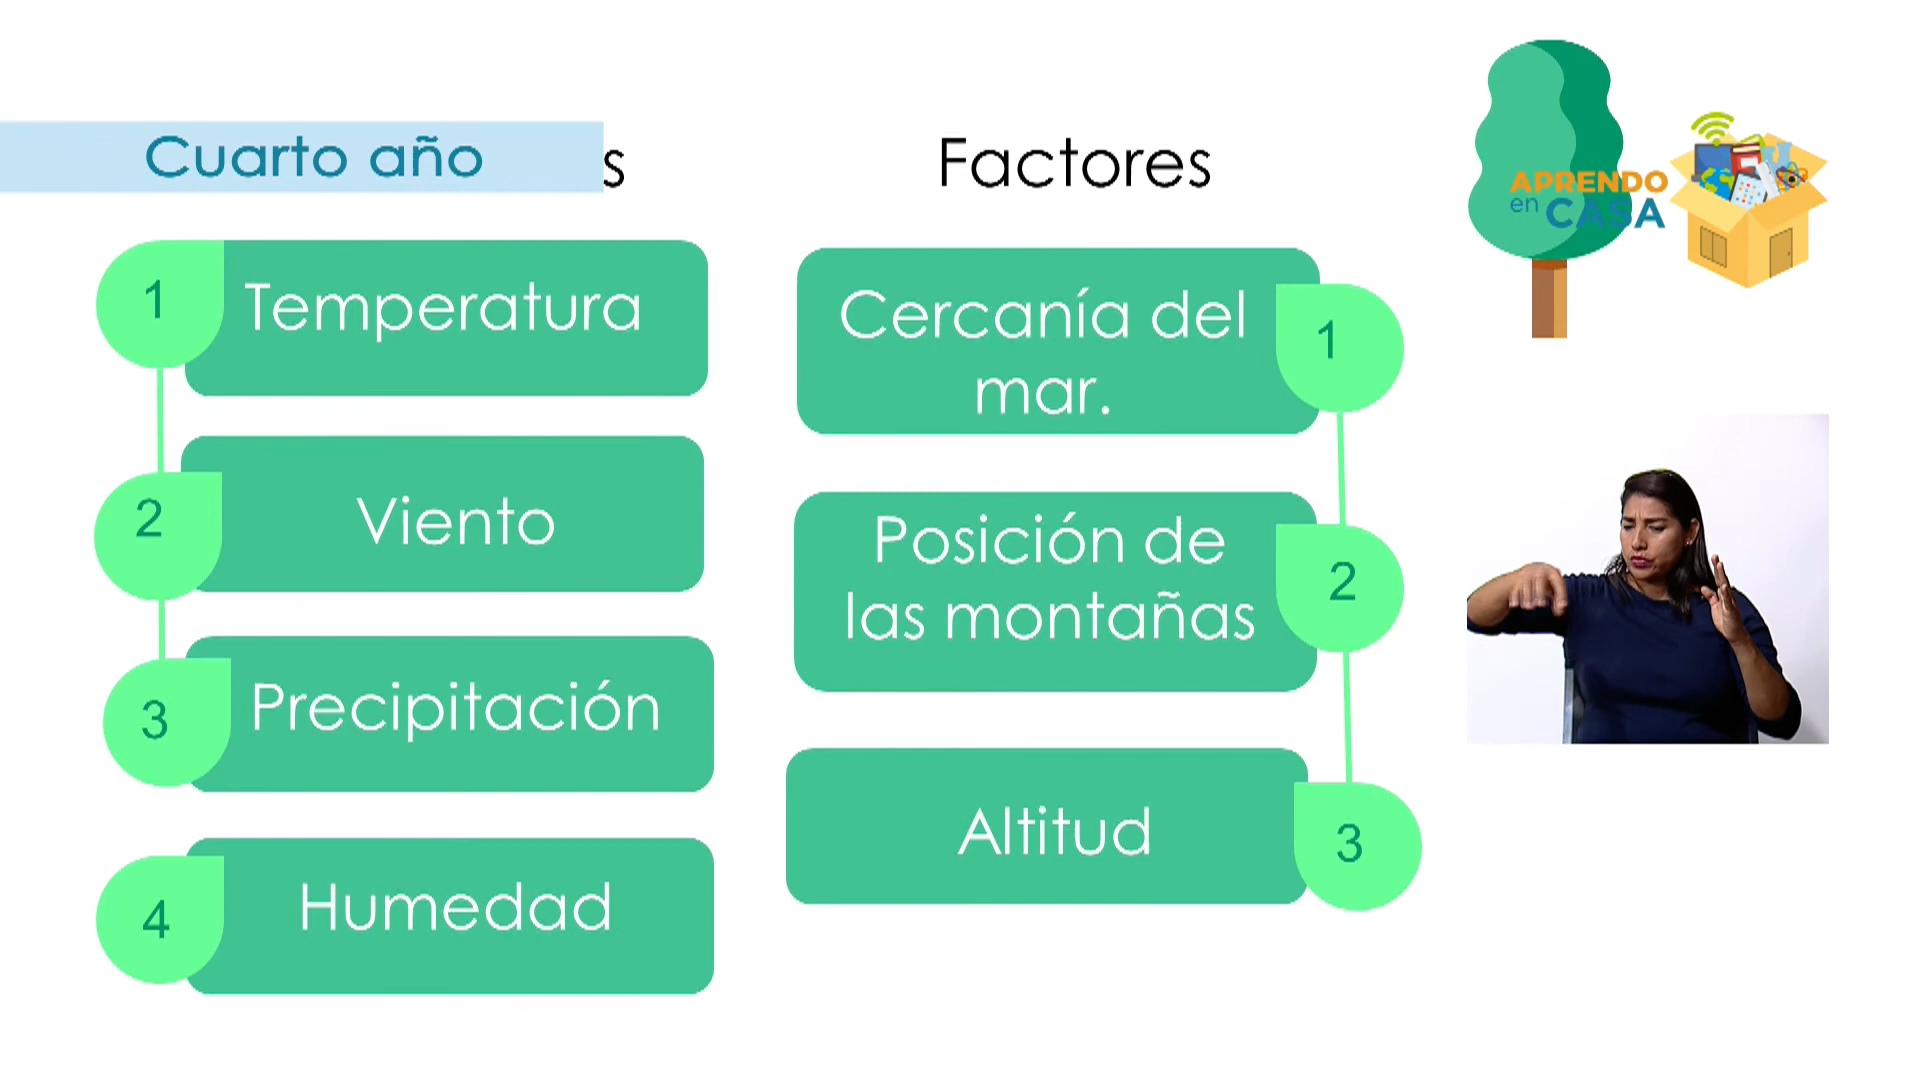 Cuarto año
s
Factores
1
Temperatura
2
Viento
3
Precipitación
4
Humedad
Cercanía del
mar.
1
Posición de
las montañas
2
Altitud
3
APRENDO
en CASA